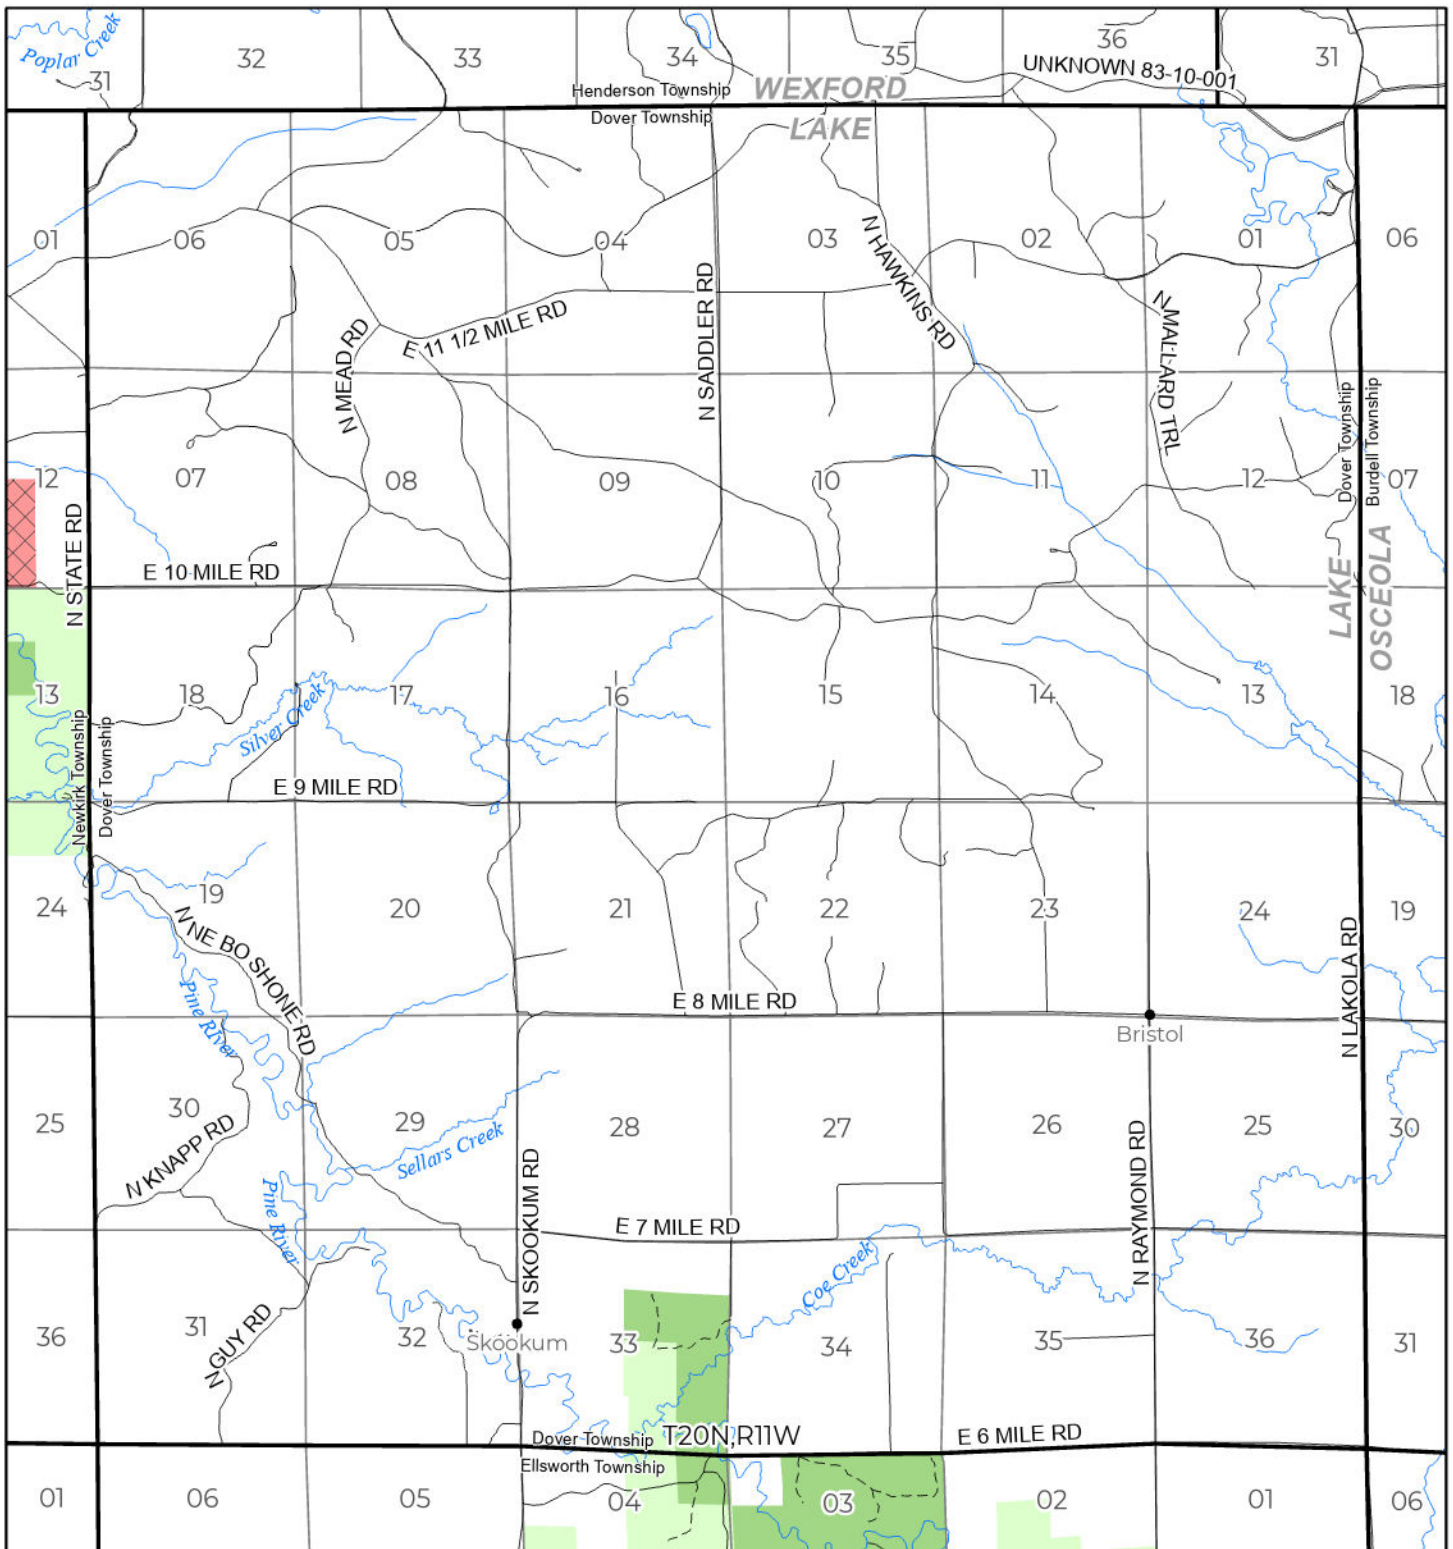 Poplar Creek
31
32
33
34
35
36
31
UNKNOWN 83-10-001
Henderson Township
WEXFORD
Dover Township
LAKE
01
06
05
04
03
02
01
06
N HAWKINS RD
N SADDLER RD
E 11 1/2 MILE RD
N MEAD RD
N MALLARD TRL
Dover Township
Burdell Township
12
07
08
09
10
11
12
07
N STATE RD
E 10 MILE RD
LAKE
OSCEOLA
13
18
17
16
15
14
13
18
Silver Creek
Newkirk Township
Dover Township
E 9 MILE RD
24
19
20
21
22
23
24
19
N NE BO SHONE RD
N LAKOLA RD
Pine River
E 8 MILE RD
Bristol
25
30
29
28
27
26
25
30
N KNAPP RD
Sellars Creek
N SKOOKUM RD
N RAYMOND RD
Pine River
E 7 MILE RD
Coe Creek
36
31
32
33
34
35
36
31
N GUY RD
Skookum
Dover Township
T20N,R11W
E 6 MILE RD
Ellsworth Township
01
06
05
04
03
02
01
06